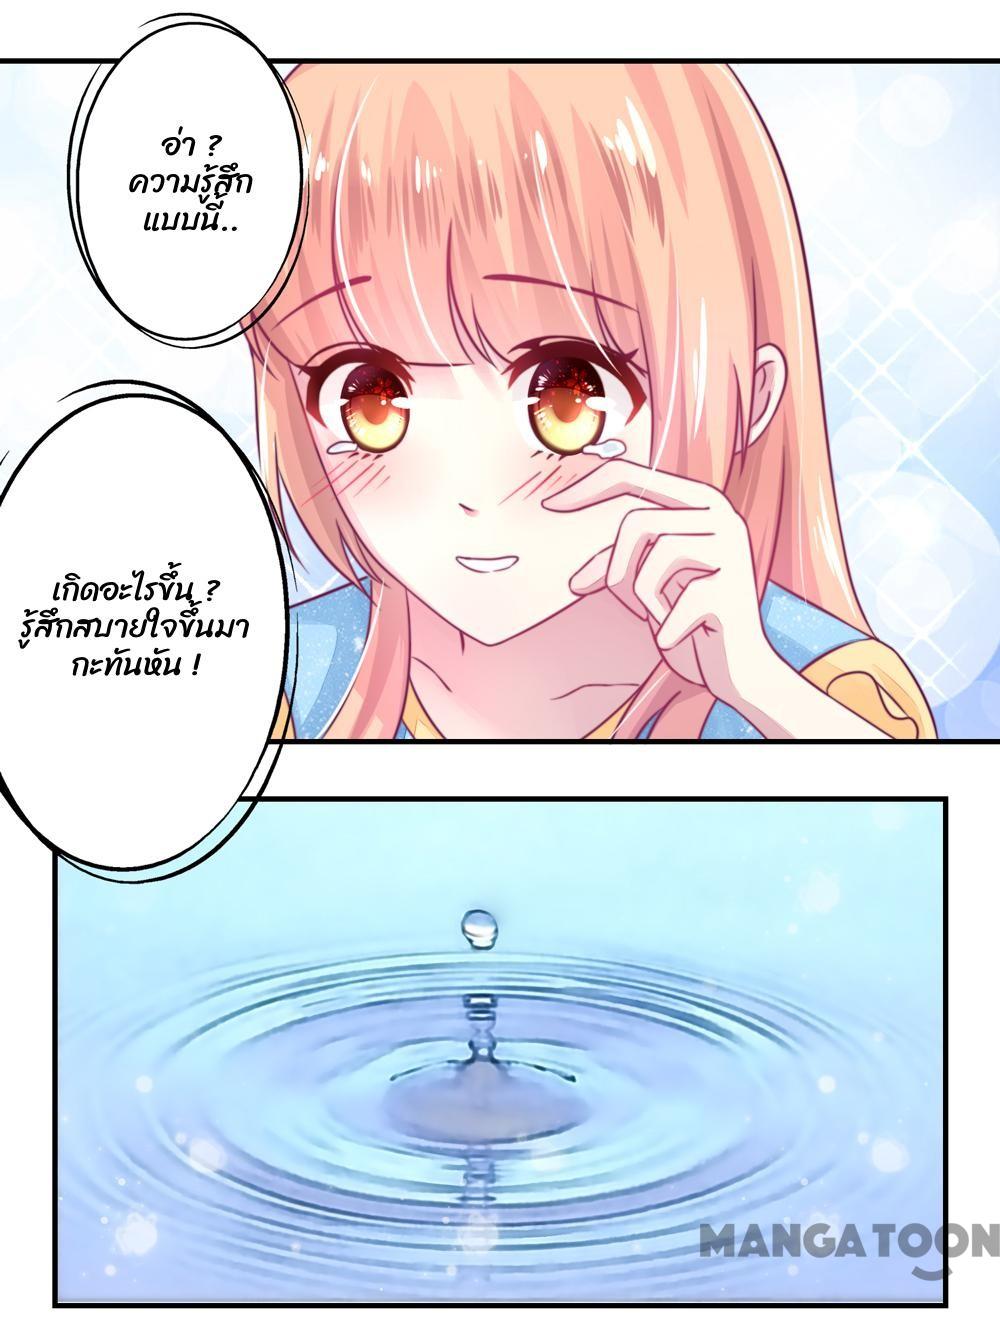 อ่า ?
ความรู้สึก
แบบนี้..
เกิดอะไรขึ้น ?
รู้สึกสบายใจขึ้นมา
กะทันหัน !
MANGATOON